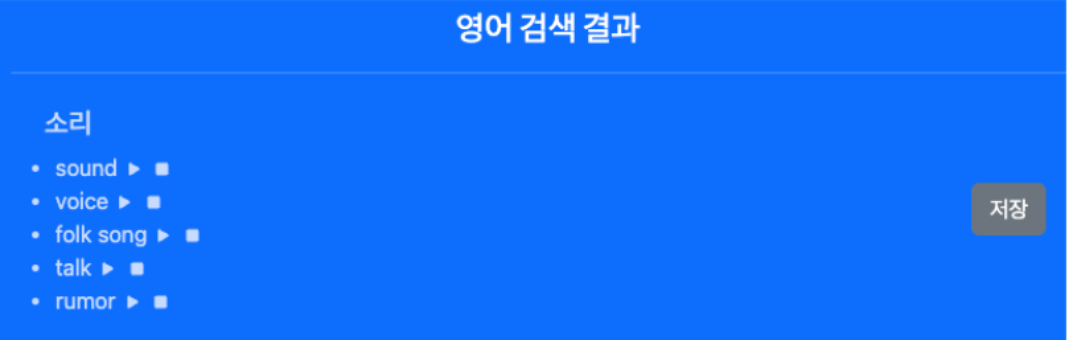 영어 검색 결과
소리
• sound ▶ ■
• voice ▶ ■
• folk song ▶ ■
• talk ▶ ■
• rumor ▶ ■
저장